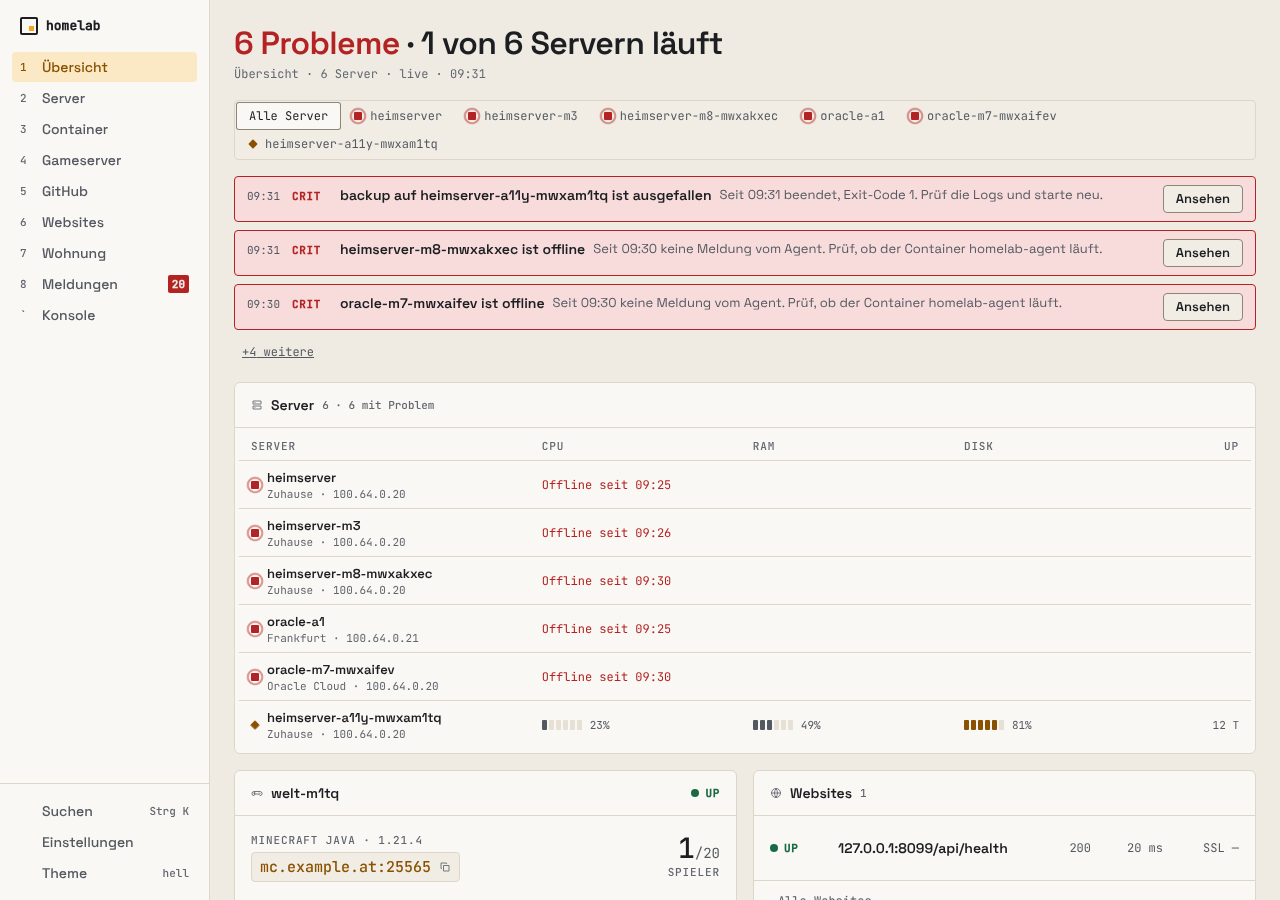 homelab
1 Übersicht
2 Server
3 Container
4 Gameserver
5 GitHub
6 Websites
7 Wohnung
8 Meldungen 20
` Konsole
Suchen Strg K
Einstellungen
Theme hell
6 Probleme · 1 von 6 Servern läuft
Übersicht · 6 Server · live · 09:31
Alle Server heimserver heimserver-m3 heimserver-m8-mwxakxec oracle-a1 oracle-m7-mwxaifev
heimserver-a11y-mwxam1tq
09:31 CRIT backup auf heimserver-a11y-mwxam1tq ist ausgefallen Seit 09:31 beendet, Exit-Code 1. Prüf die Logs und starte neu. Ansehen
09:31 CRIT heimserver-m8-mwxakxec ist offline Seit 09:30 keine Meldung vom Agent. Prüf, ob der Container homelab-agent läuft. Ansehen
09:30 CRIT oracle-m7-mwxaifev ist offline Seit 09:30 keine Meldung vom Agent. Prüf, ob der Container homelab-agent läuft. Ansehen
+4 weitere
Server 6 · 6 mit Problem
SERVER CPU RAM DISK UP
heimserver
Zuhause · 100.64.0.20
Offline seit 09:25
heimserver-m3
Zuhause · 100.64.0.20
Offline seit 09:26
heimserver-m8-mwxakxec
Zuhause · 100.64.0.20
Offline seit 09:30
oracle-a1
Frankfurt · 100.64.0.21
Offline seit 09:25
oracle-m7-mwxaifev
Oracle Cloud · 100.64.0.20
Offline seit 09:30
heimserver-a11y-mwxam1tq
Zuhause · 100.64.0.20
23% 49% 81% 12 T
welt-m1tq UP
MINECRAFT JAVA · 1.21.4
mc.example.at:25565
1/20
SPIELER
Websites 1
UP 127.0.0.1:8099/api/health 200 20 ms SSL —
Alle Websites